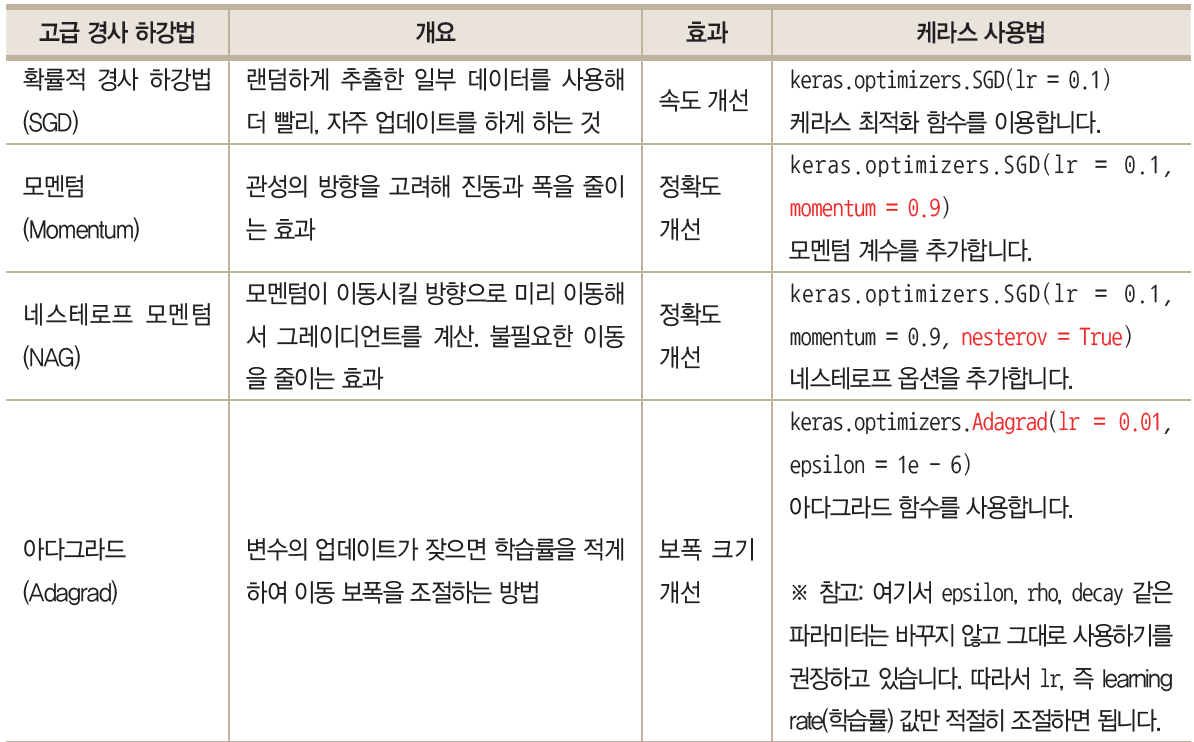 고급 경사 하강법
개요
효과
케라스 사용법
확률적 경사 하강법
(SGD)
랜덤하게 추출한 일부 데이터를 사용해
더 빨리, 자주 업데이트를 하게 하는 것
속도 개선
keras.optimizers.SGD(lr = 0.1)
케라스 최적화 함수를 이용합니다.
모멘텀
(Momentum)
관성의 방향을 고려해 진동과 폭을 줄이
는 효과
정확도
개선
keras.optimizers.SGD(lr = 0.1,
momentum = 0.9)
모멘텀 계수를 추가합니다.
네스테로프 모멘텀
(NAG)
모멘텀이 이동시킬 방향으로 미리 이동해
서 그레이디언트를 계산. 불필요한 이동
을 줄이는 효과
정확도
개선
keras.optimizers.SGD(lr = 0.1,
momentum = 0.9, nesterov = True)
네스테로프 옵션을 추가합니다.
아다그라드
(Adagrad)
변수의 업데이트가 잦으면 학습률을 적게
하여 이동 보폭을 조절하는 방법
보폭 크기
개선
keras.optimizers.Adagrad(lr = 0.01,
epsilon = 1e - 6)
아다그라드 함수를 사용합니다.
※ 참고: 여기서 epsilon, rho, decay 같은
파라미터는 바꾸지 않고 그대로 사용하기를
권장하고 있습니다. 따라서 lr, 즉 learning
rate(학습률) 값만 적절히 조절하면 됩니다.